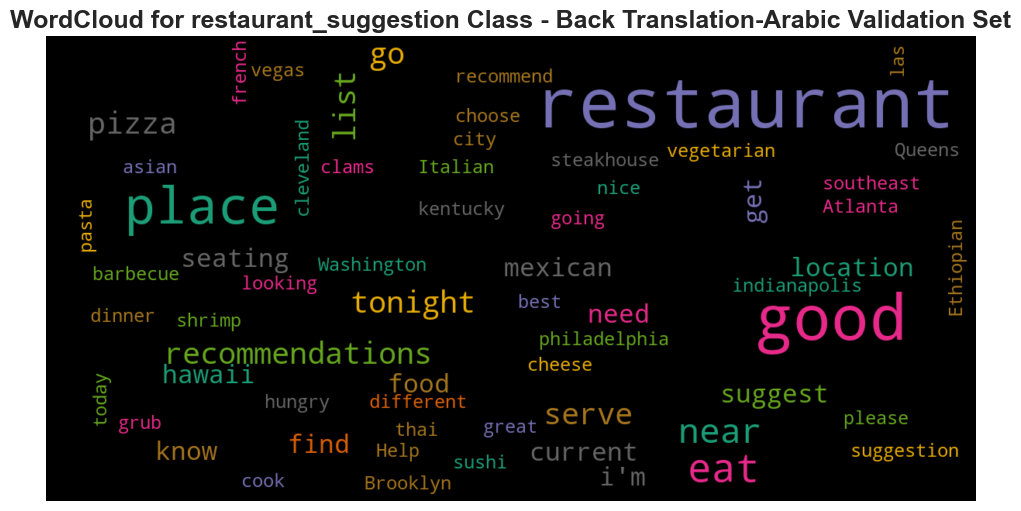 WordCloud for restaurant_suggestion Class - Back Translation-Arabic Validation Set
french
vegas
go
list
recommend
las
restaurant
pizza
choose
city
cleveland
asian
clams
Italian
steakhouse
vegetarian
Queens
nice
get
southeast
Atlanta
place
pasta
kentucky
going
seating
Washington
mexican
location
Ethiopian
barbecue
looking
indianapolis
tonight
best
need
good
dinner
shrimp
philadelphia
recommendations
cheese
hawaii
food
today
hungry
different
serve
suggest
grub
thai
great
near
please
know
find
Help
sushi
current
suggestion
cook
Brooklyn
i'm
eat